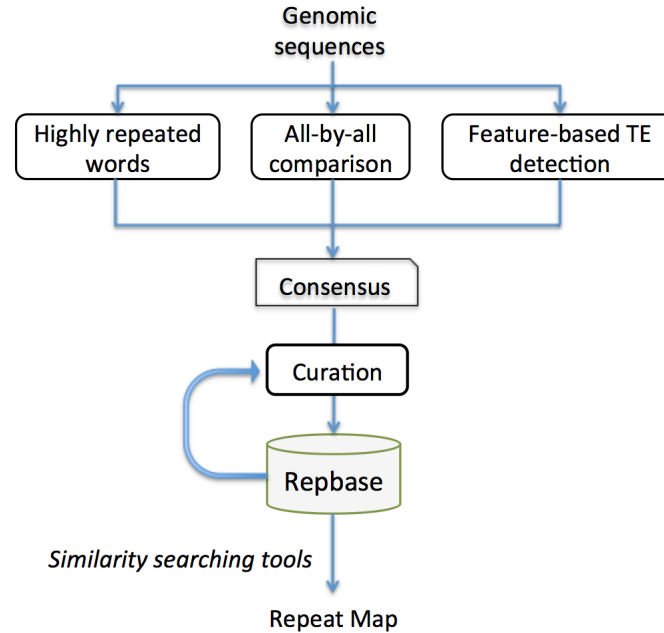 Genomic
sequences
Highly repeated
words
All-by-all
comparison
Feature-based TE
detection
Consensus
Curation
Repbase
Similarity searching tools
Repeat Map